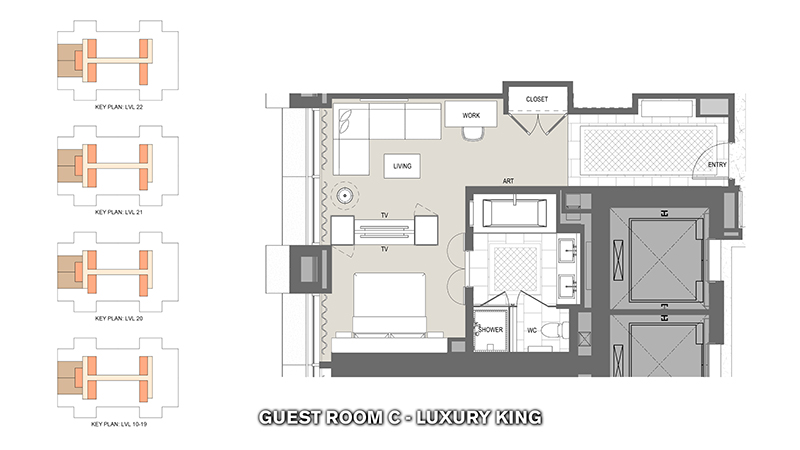 KEY PLAN: LVL 22
KEY PLAN: LVL 21
KEY PLAN: LVL 20
KEY PLAN: LVL 10-19
CLOSET
WORK
LIVING
ENTRY
ART
TV
TV
SHOWER
WC
GUEST ROOM C - LUXURY KING